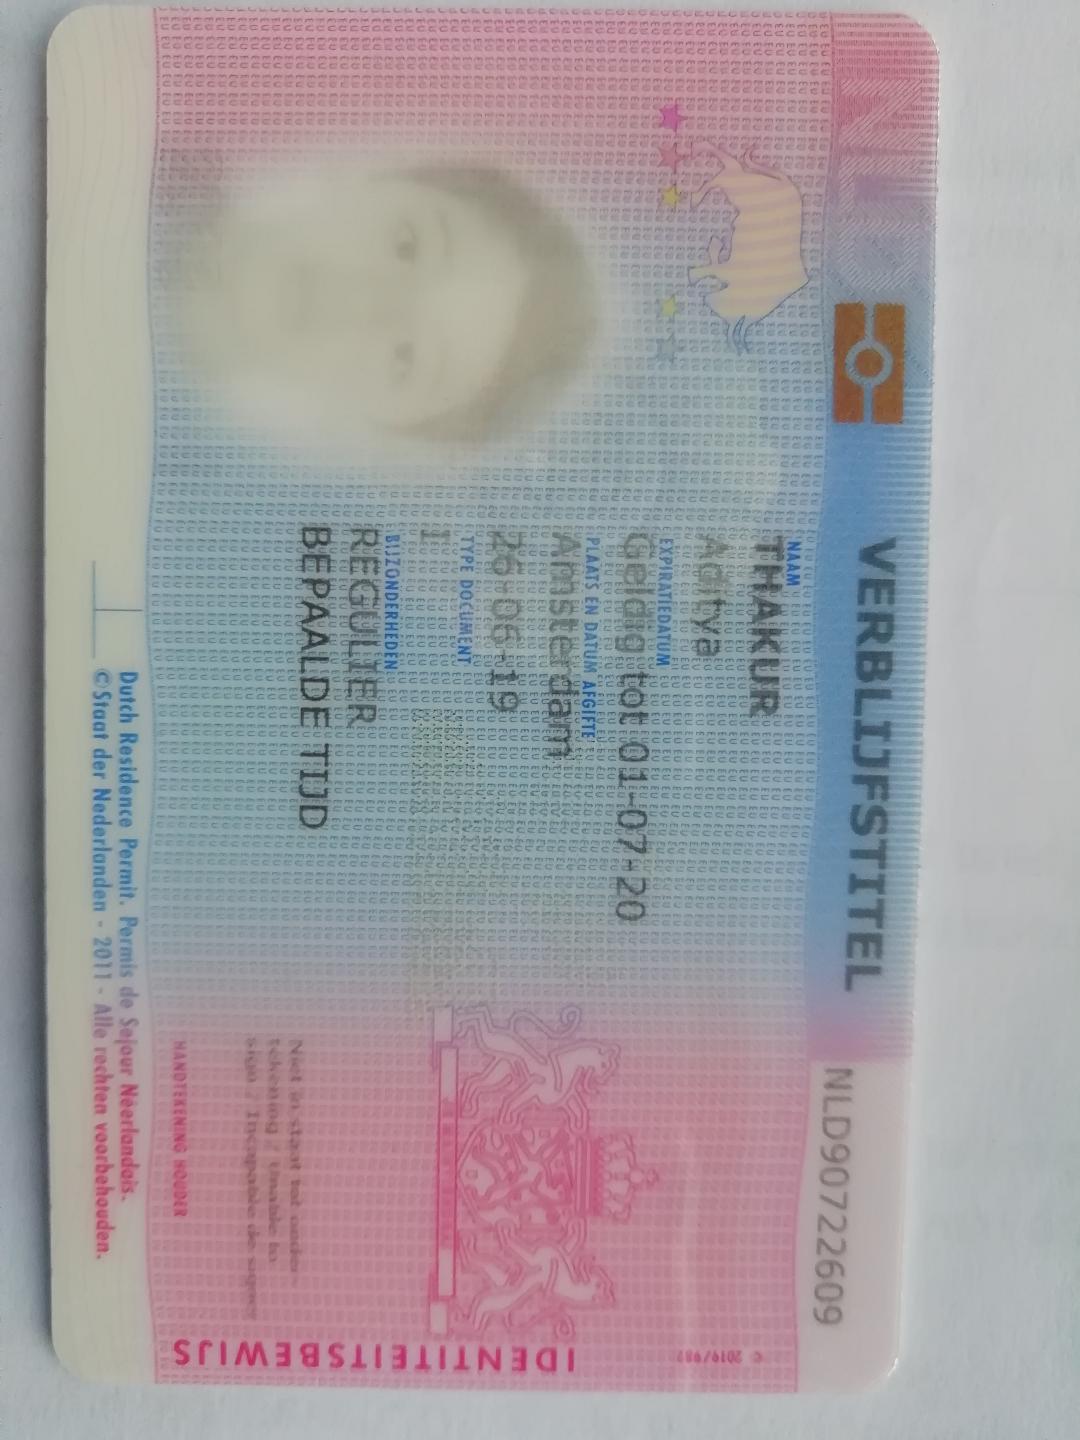 NLD
VERBLIJFSTITEL
NLD90722609
NAAM
THAKUR
Aditya
EXPIRATIEDATUM
Geldig tot 01-07-20
PLAATS EN DATUM AFGIFTE
Amsterdam
26-06-19
TYPE DOCUMENT
I
BIJZONDERHEDEN
REGULIER
BEPAALDE TIJD
IDENTITEITSBEWIJS
Niet in staat tot onder-
tekening / Unable to
sign / Incapable de signer
HANDTEKENING HOUDER
Dutch Residence Permit. Permis de Sejour Néerlandais.
©Staat der Nederlanden - 2011 - Alle rechten voorbehouden.